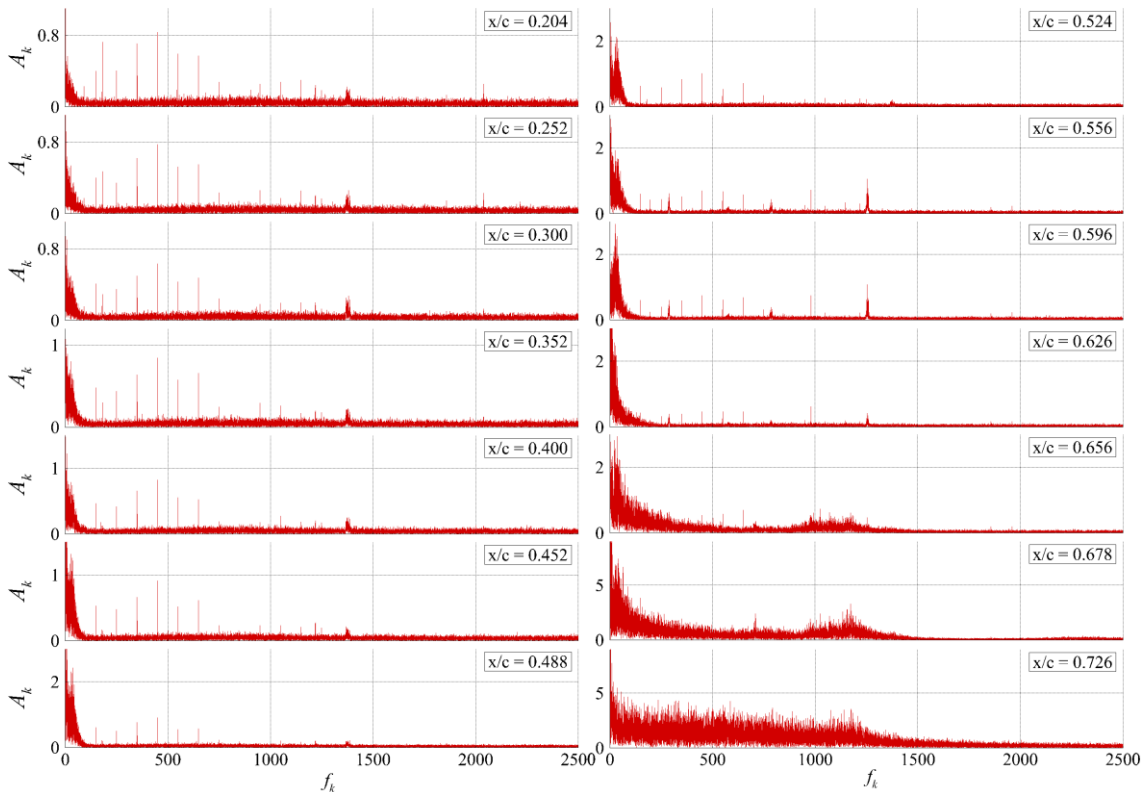 x/c = 0.204
A_k
0.8
0
x/c = 0.252
A_k
0.8
0
x/c = 0.300
A_k
0.8
0
x/c = 0.352
A_k
1
0
x/c = 0.400
A_k
1
0
x/c = 0.452
A_k
1
0
x/c = 0.488
A_k
2
0
0 500 1000 1500 2000 2500
f_k
x/c = 0.524
2
0
x/c = 0.556
2
0
x/c = 0.596
2
0
x/c = 0.626
2
0
x/c = 0.656
2
0
x/c = 0.678
5
0
x/c = 0.726
5
0
0 500 1000 1500 2000 2500
f_k